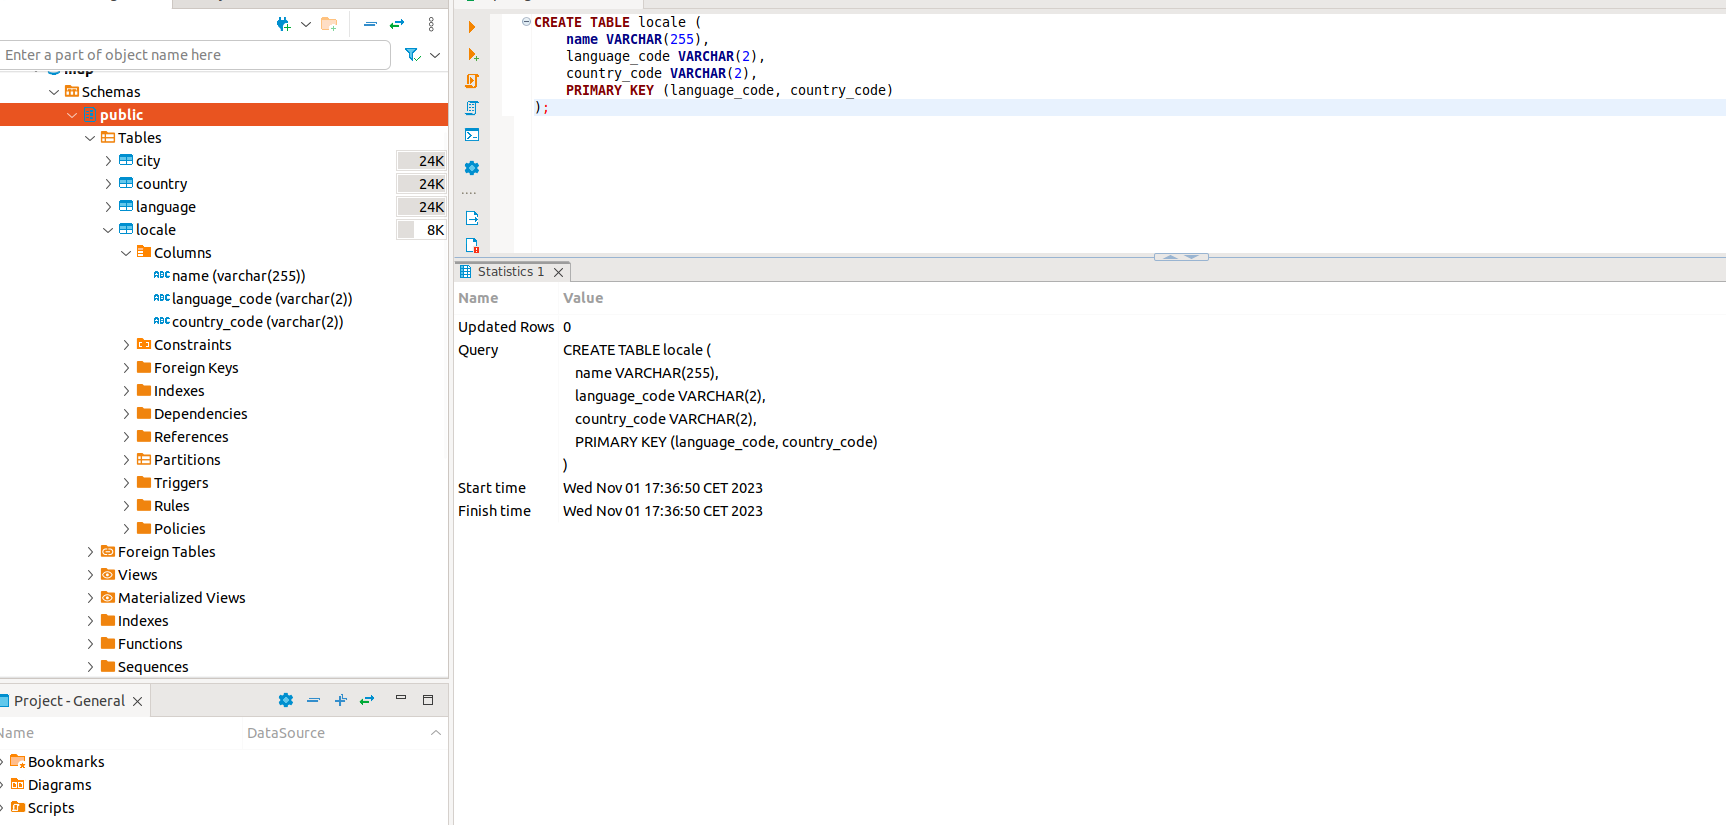 Enter a part of object name here
Schemas
public
Tables
city 24K
country 24K
language 24K
locale 8K
Columns
ABC name (varchar(255))
ABC language_code (varchar(2))
ABC country_code (varchar(2))
Constraints
Foreign Keys
Indexes
Dependencies
References
Partitions
Triggers
Rules
Policies
Foreign Tables
Views
Materialized Views
Indexes
Functions
Sequences
Project - General
Name DataSource
Bookmarks
Diagrams
Scripts
CREATE TABLE locale (
name VARCHAR(255),
language_code VARCHAR(2),
country_code VARCHAR(2),
PRIMARY KEY (language_code, country_code)
);
Statistics 1
Name Value
Updated Rows 0
Query CREATE TABLE locale (
name VARCHAR(255),
language_code VARCHAR(2),
country_code VARCHAR(2),
PRIMARY KEY (language_code, country_code)
)
Start time Wed Nov 01 17:36:50 CET 2023
Finish time Wed Nov 01 17:36:50 CET 2023